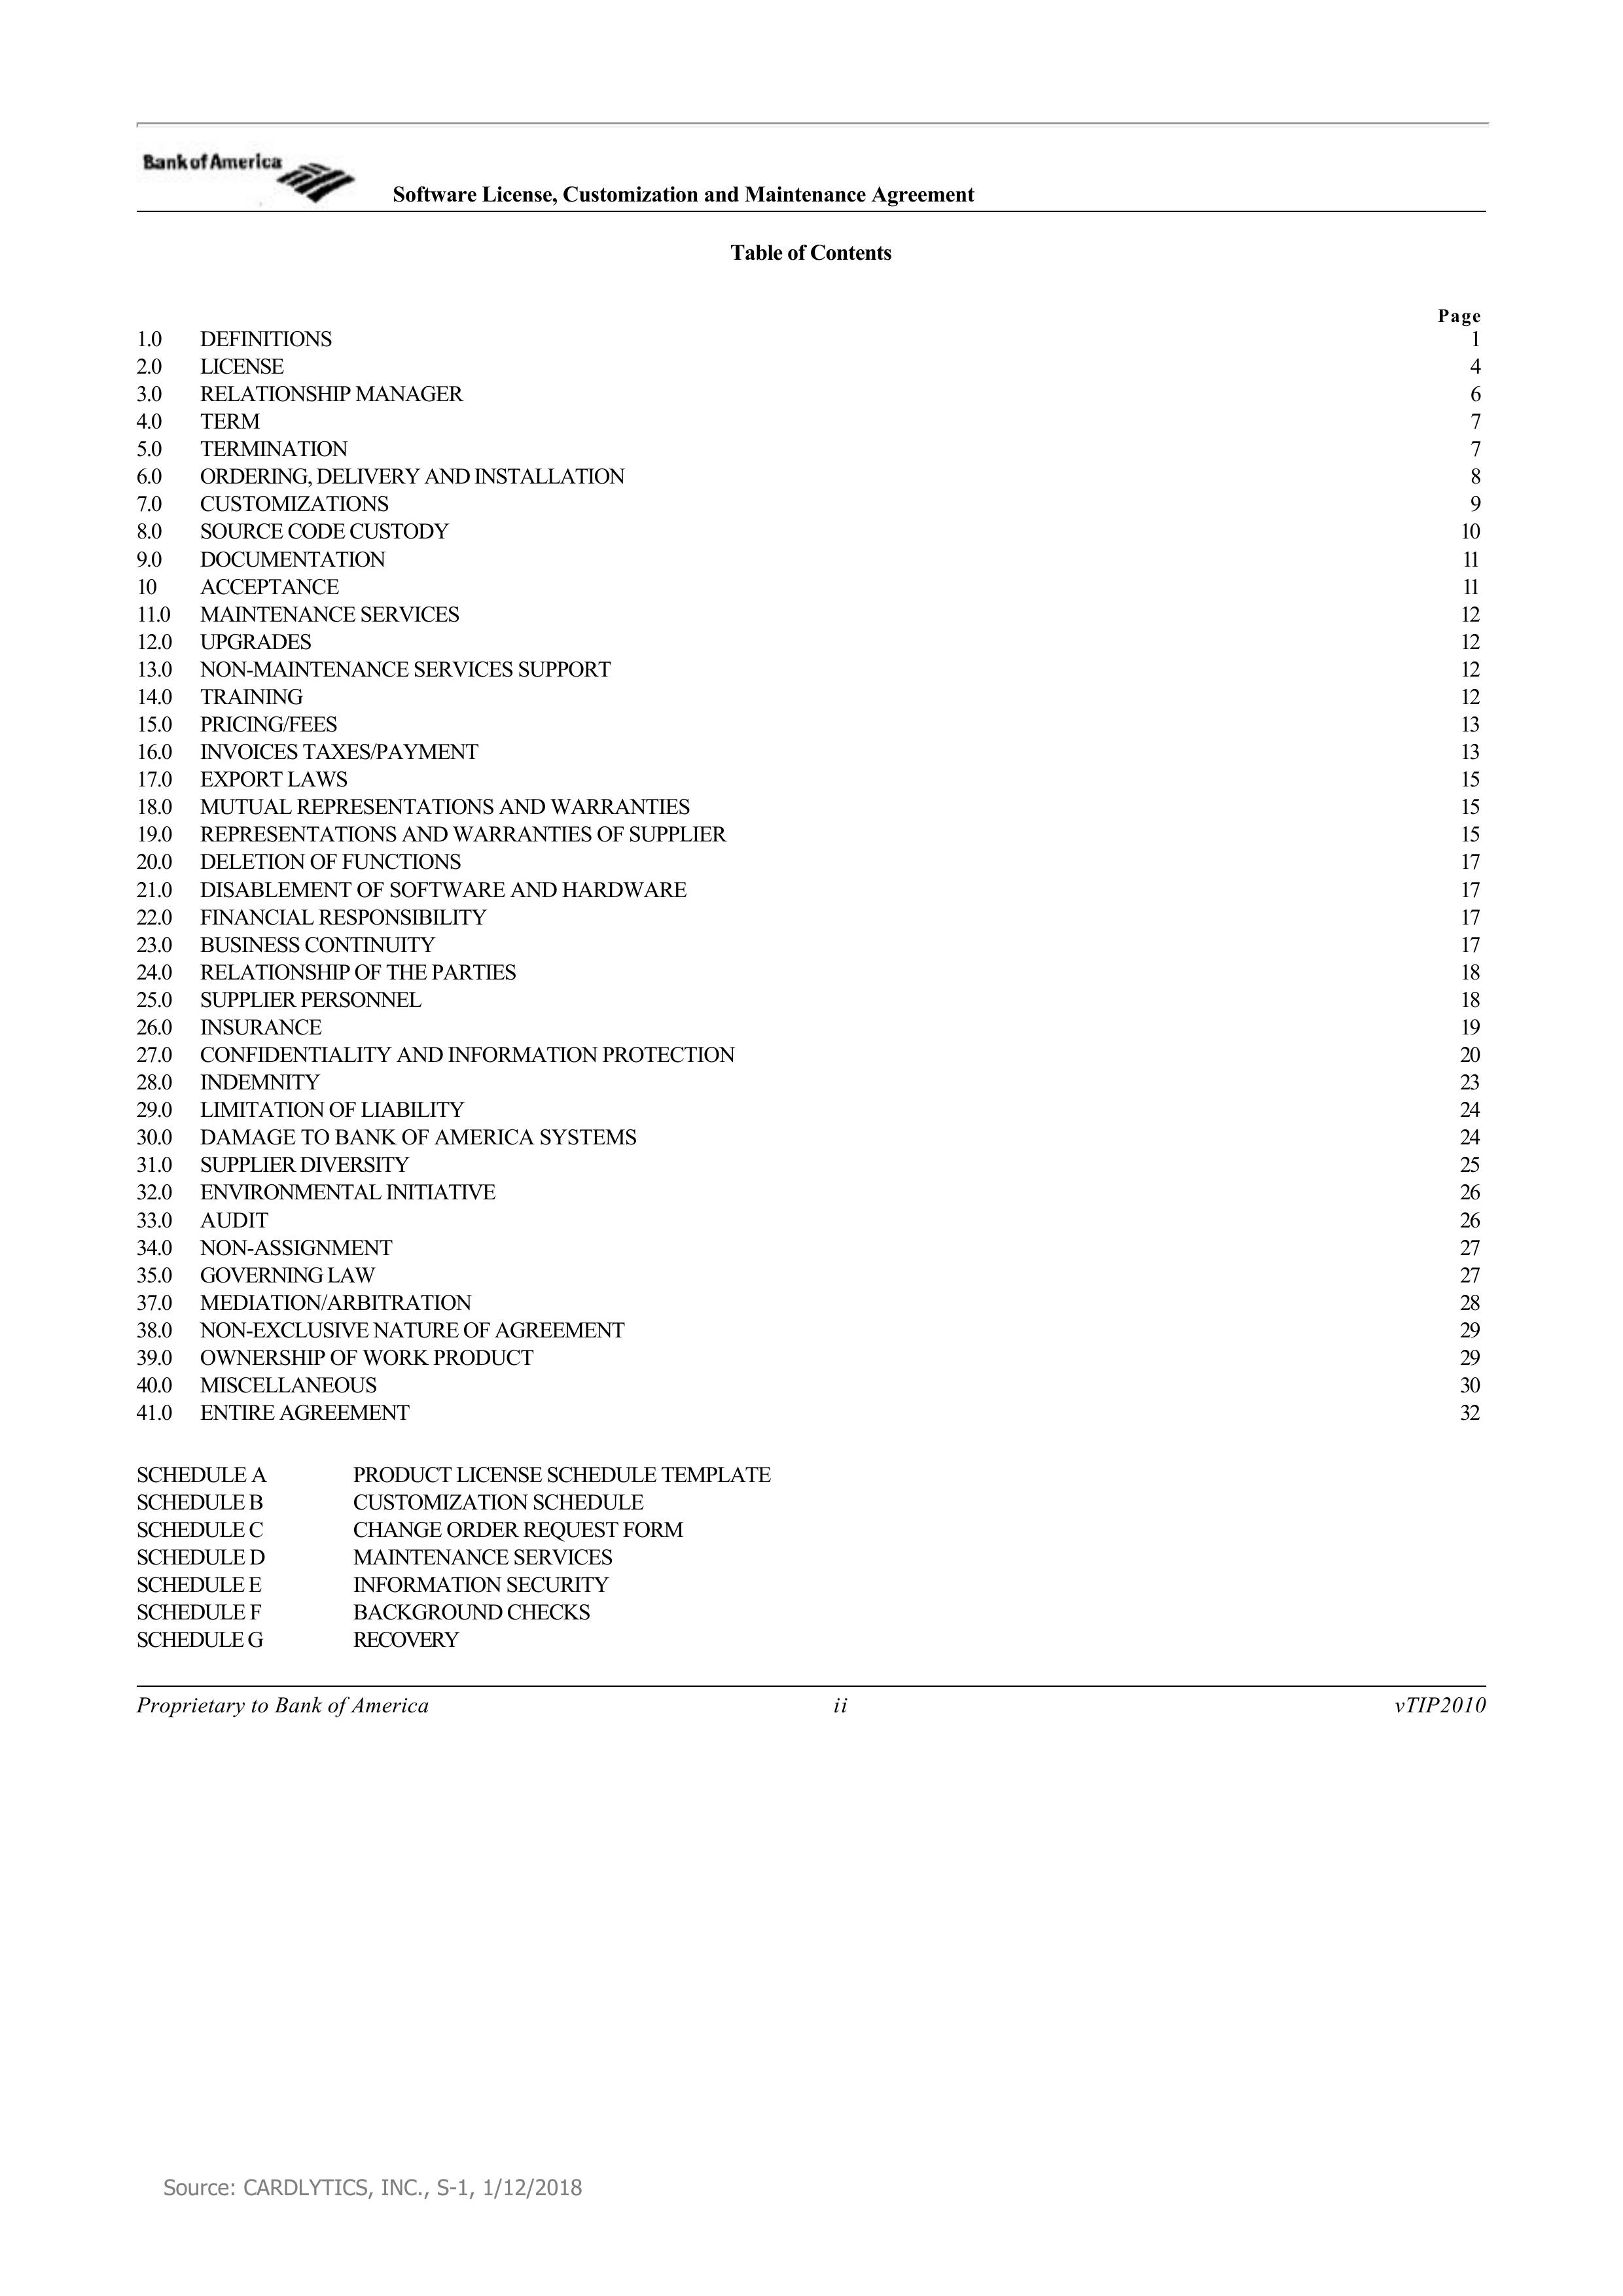 Bank of America
Software License, Customization and Maintenance Agreement
Table of Contents
Page
1.0 DEFINITIONS 1
2.0 LICENSE 4
3.0 RELATIONSHIP MANAGER 6
4.0 TERM 7
5.0 TERMINATION 7
6.0 ORDERING, DELIVERY AND INSTALLATION 8
7.0 CUSTOMIZATIONS 9
8.0 SOURCE CODE CUSTODY 10
9.0 DOCUMENTATION 11
10 ACCEPTANCE 11
11.0 MAINTENANCE SERVICES 12
12.0 UPGRADES 12
13.0 NON-MAINTENANCE SERVICES SUPPORT 12
14.0 TRAINING 12
15.0 PRICING/FEES 13
16.0 INVOICES TAXES/PAYMENT 13
17.0 EXPORT LAWS 15
18.0 MUTUAL REPRESENTATIONS AND WARRANTIES 15
19.0 REPRESENTATIONS AND WARRANTIES OF SUPPLIER 15
20.0 DELETION OF FUNCTIONS 17
21.0 DISABLEMENT OF SOFTWARE AND HARDWARE 17
22.0 FINANCIAL RESPONSIBILITY 17
23.0 BUSINESS CONTINUITY 17
24.0 RELATIONSHIP OF THE PARTIES 18
25.0 SUPPLIER PERSONNEL 18
26.0 INSURANCE 19
27.0 CONFIDENTIALITY AND INFORMATION PROTECTION 20
28.0 INDEMNITY 23
29.0 LIMITATION OF LIABILITY 24
30.0 DAMAGE TO BANK OF AMERICA SYSTEMS 24
31.0 SUPPLIER DIVERSITY 25
32.0 ENVIRONMENTAL INITIATIVE 26
33.0 AUDIT 26
34.0 NON-ASSIGNMENT 27
35.0 GOVERNING LAW 27
37.0 MEDIATION/ARBITRATION 28
38.0 NON-EXCLUSIVE NATURE OF AGREEMENT 29
39.0 OWNERSHIP OF WORK PRODUCT 29
40.0 MISCELLANEOUS 30
41.0 ENTIRE AGREEMENT 32
SCHEDULE A PRODUCT LICENSE SCHEDULE TEMPLATE
SCHEDULE B CUSTOMIZATION SCHEDULE
SCHEDULE C CHANGE ORDER REQUEST FORM
SCHEDULE D MAINTENANCE SERVICES
SCHEDULE E INFORMATION SECURITY
SCHEDULE F BACKGROUND CHECKS
SCHEDULE G RECOVERY
Proprietary to Bank of America ii vTIP2010
Source: CARDLYTICS, INC., S-1, 1/12/2018